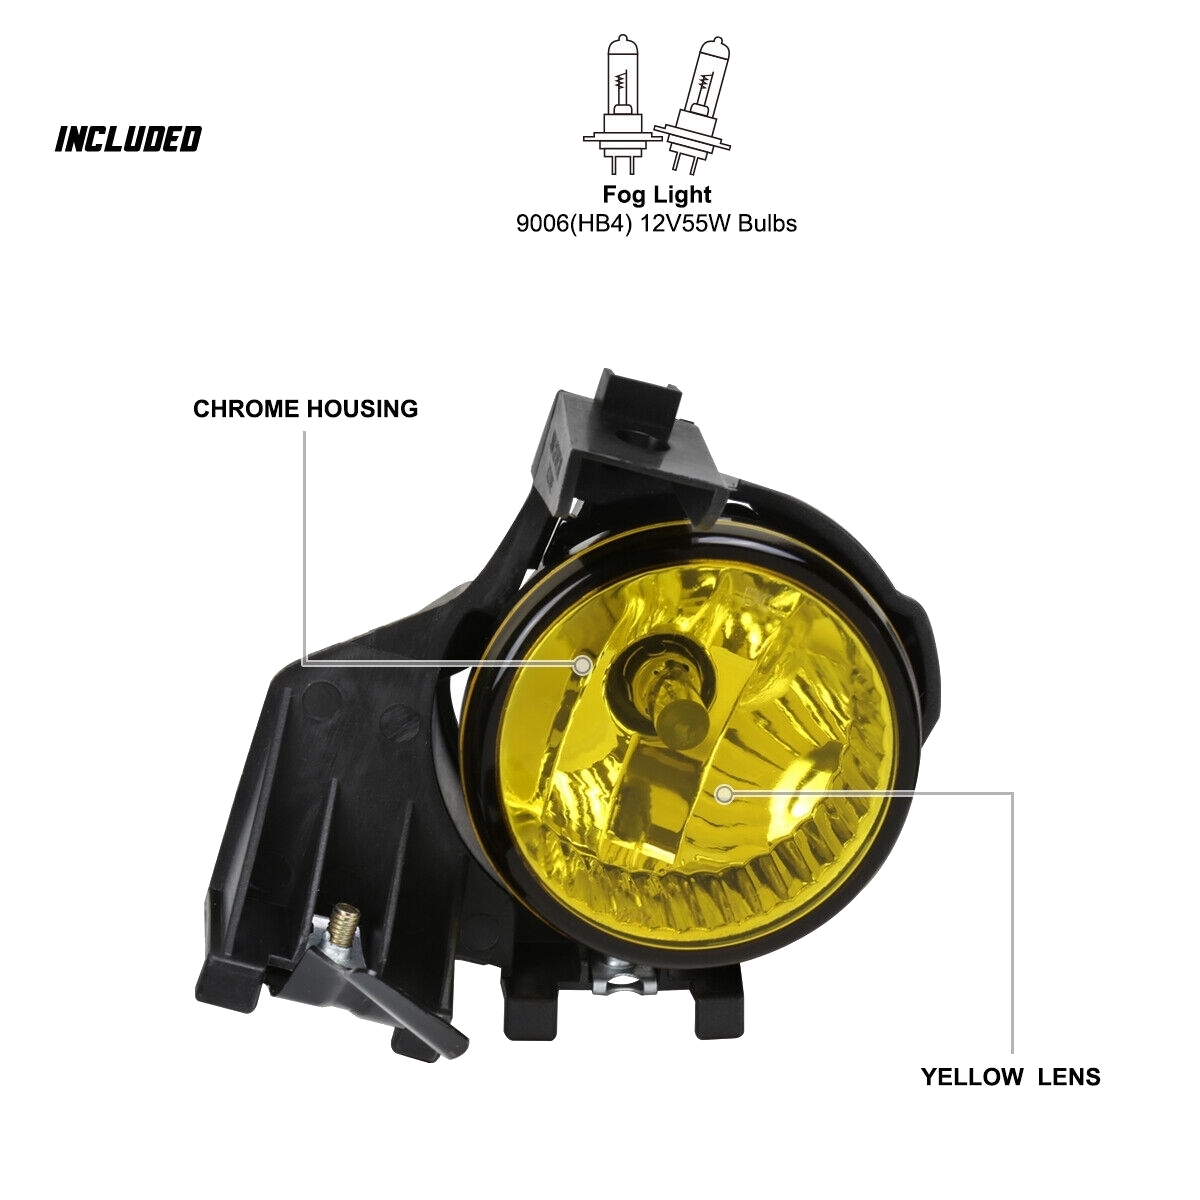 INCLUDED
Fog Light
9006(HB4) 12V55W Bulbs
CHROME HOUSING
YELLOW LENS